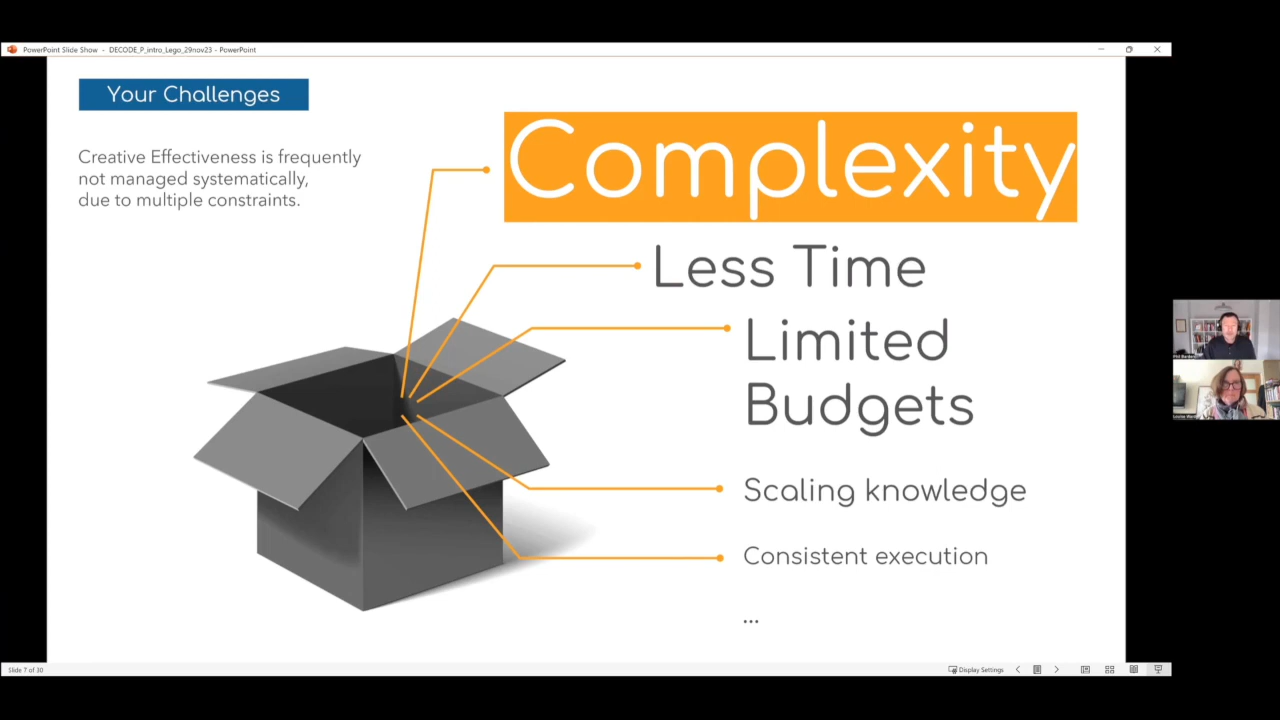 PowerPoint Slide Show - DECODE_P_intro_Lego_29nov23 - PowerPoint
Your Challenges
Creative Effectiveness is frequently
not managed systematically,
due to multiple constraints.
Complexity
Less Time
Limited
Budgets
Scaling knowledge
Consistent execution
...
Slide 7 of 30
Display Settings